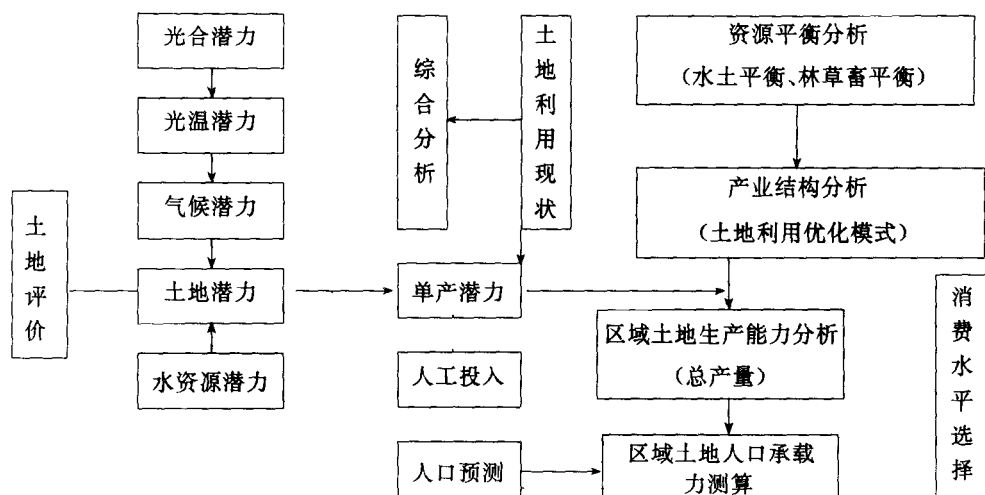 光合潜力
光温潜力
气候潜力
土地评价
土地潜力
水资源潜力
综合分析
土地利用现状
单产潜力
人工投入
人口预测
资源平衡分析
(水土平衡、林草畜平衡)
产业结构分析
(土地利用优化模式)
区域土地生产能力分析
(总产量)
区域土地人口承载
力测算
消费水平选择